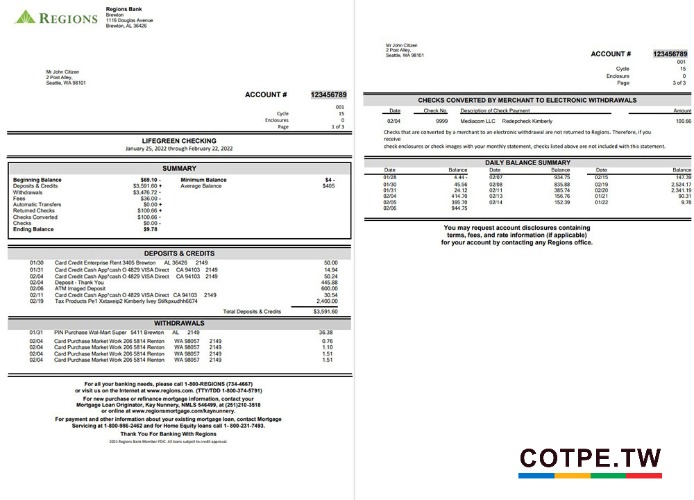 REGIONS
Regions Bank
Brewton
1115 Douglas Avenue
Brewton, AL 36426
Mr John Citizen
2 Post Alley,
Seattle, WA 98101
ACCOUNT # 123456789
001
Cycle 15
Enclosures 0
Page 1 of 3
LIFEGREEN CHECKING
January 25, 2022 through February 22, 2022
SUMMARY
Beginning Balance $69.10 - Minimum Balance $4 -
Deposits & Credits $3,591.60 + Average Balance $405
Withdrawals $3,476.72 -
Fees $36.00 -
Automatic Transfers $0.00 +
Returned Checks $100.66 +
Checks Converted $100.66 -
Checks $0.00 -
Ending Balance $9.78
DEPOSITS & CREDITS
01/30 Card Credit Enterprise Rent 3405 Brewton AL 36426 2149 50.00
01/31 Card Credit Cash App*cash O 4829 VISA Direct CA 94103 2149 14.94
02/04 Card Credit Cash App*cash O 4829 VISA Direct CA 94103 2149 50.24
02/04 Deposit - Thank You 445.88
02/06 ATM Imaged Deposit 600.00
02/11 Card Credit Cash App*cash O 4829 VISA Direct CA 94103 2149 30.54
02/19 Tax Products Pe1 Kimberly Ivey 2,400.00
Total Deposits & Credits $3,591.60
WITHDRAWALS
01/31 PIN Purchase Wal-Mart Super 5411 Brewton AL 2149 36.38
02/04 Card Purchase Market Work 206 5814 Renton WA 98057 2149 0.76
02/04 Card Purchase Market Work 206 5814 Renton WA 98057 2149 1.10
02/04 Card Purchase Market Work 206 5814 Renton WA 98057 2149 1.51
02/04 Card Purchase Market Work 206 5814 Renton WA 98057 2149 1.51
For all your banking needs, please call 1-800-REGIONS (734-4667)
or visit us on the Internet at www.regions.com. (TTY/TDD 1-800-374-5791)
For new purchase or refinance mortgage information, contact your
Mortgage Loan Originator, Kay Nunnery, NMLS 546499, at (251)210-3518
or online at www.regionsmortgage.com/kaynunnery.
For payment and other information about your existing mortgage loan, contact Mortgage
Servicing at 1-800-986-2462 and for Home Equity loans call 1- 800-231-7493.
Thank You For Banking With Regions
2021 Regions Bank Member FDIC. All loans subject to credit approval.
Mr John Citizen
2 Post Alley,
Seattle, WA 98101
ACCOUNT # 123456789
001
Cycle 15
Enclosure 0
Page 3 of 3
CHECKS CONVERTED BY MERCHANT TO ELECTRONIC WITHDRAWALS
Date Check No. Description of Check Payment Amount
02/04 9999 Mediacom LLC Redepcheck Kimberly 100.66
Checks that are converted by a merchant to an electronic withdrawal are not returned to Regions. Therefore, if you
receive
check enclosures or check images with your monthly statement, checks listed above are not included with this statement.
DAILY BALANCE SUMMARY
Date Balance Date Balance Date Balance
01/28 4.44 - 02/07 934.75 02/15 147.39
01/30 45.56 02/08 835.88 02/19 2,524.17
01/31 24.12 02/11 385.74 02/20 2,341.19
02/04 414.70 02/13 156.76 01/21 90.31
02/05 395.70 02/14 152.39 02/22 9.78
02/06 944.75
You may request account disclosures containing
terms, fees, and rate information (if applicable)
for your account by contacting any Regions office.
COTPE.TW